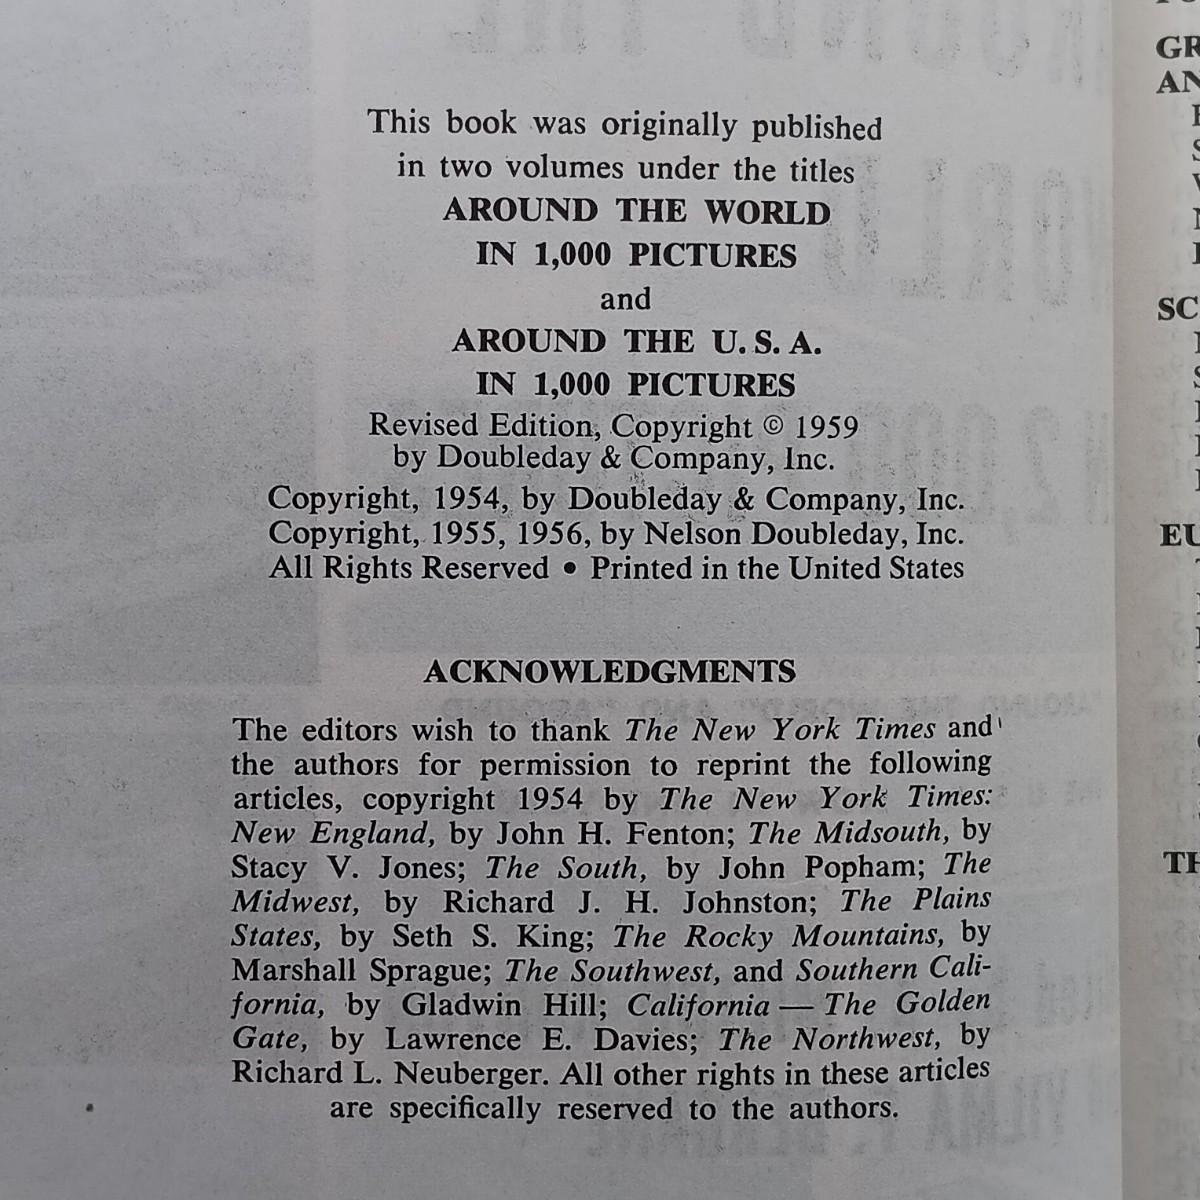 This book was originally published
in two volumes under the titles
AROUND THE WORLD
IN 1,000 PICTURES
and
AROUND THE U. S. A.
IN 1,000 PICTURES
Revised Edition, Copyright © 1959
by Doubleday & Company, Inc.
Copyright, 1954, by Doubleday & Company, Inc.
Copyright, 1955, 1956, by Nelson Doubleday, Inc.
All Rights Reserved • Printed in the United States
ACKNOWLEDGMENTS
The editors wish to thank The New York Times and
the authors for permission to reprint the following
articles, copyright 1954 by The New York Times:
New England, by John H. Fenton; The Midsouth, by
Stacy V. Jones; The South, by John Popham; The
Midwest, by Richard J. H. Johnston; The Plains
States, by Seth S. King; The Rocky Mountains, by
Marshall Sprague; The Southwest, and Southern Cali-
fornia, by Gladwin Hill; California — The Golden
Gate, by Lawrence E. Davies; The Northwest, by
Richard L. Neuberger. All other rights in these articles
are specifically reserved to the authors.